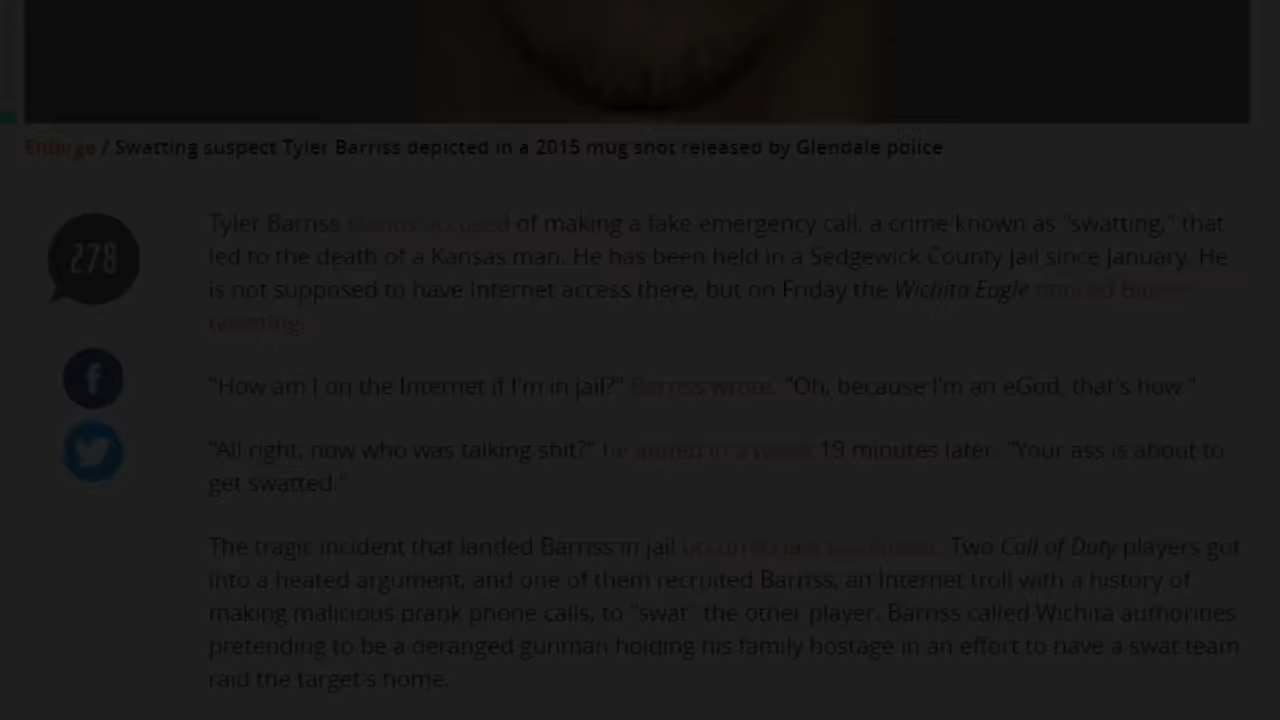 Enlarge / Swatting suspect Tyler Barriss depicted in a 2015 mug shot released by Glendale police
Tyler Barriss stands accused of making a fake emergency call, a crime known as "swatting," that
278
led to the death of a Kansas man. He has been held in a Sedgewick County Jail since January. He
is not supposed to have Internet access there, but on Friday the Wichita Eagle noticed Barriss
tweeting.
"How am I on the Internet if I'm in jail?" Barriss wrote. "Oh, because I'm an eGod, that's how."
"All right, now who was talking shit?" he added in a tweet 19 minutes later. "Your ass is about to
get swatted."
The tragic incident that landed Barriss in jail occurred last December. Two Call of Duty players got
into a heated argument, and one of them recruited Barriss, an Internet troll with a history of
making malicious prank phone calls, to "swat" the other player. Barriss called Wichita authorities
pretending to be a deranged gunman holding his family hostage in an effort to have a swat team
raid the target's home.